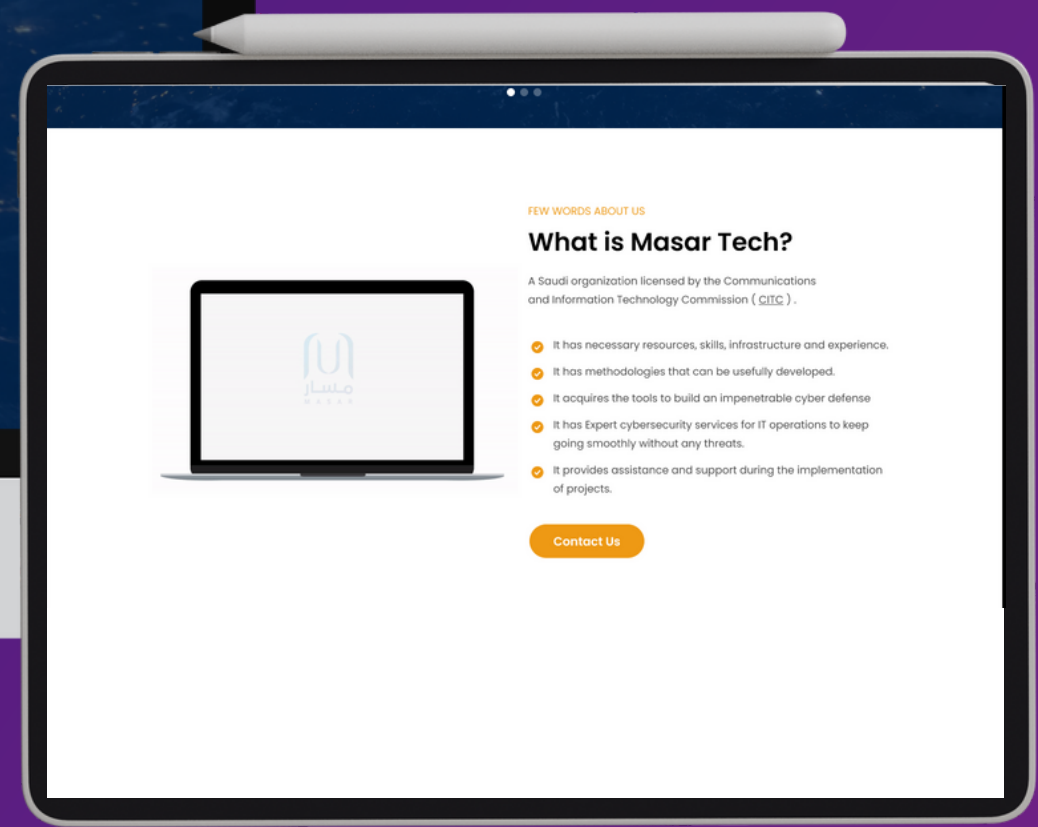 FEW WORDS ABOUT US
What is Masar Tech?
A Saudi organization licensed by the Communications
and Information Technology Commission ( CITC ) .
مسار
MASAR
It has necessary resources, skills, infrastructure and experience.
It has methodologies that can be usefully developed.
It acquires the tools to build an impenetrable cyber defense
It has Expert cybersecurity services for IT operations to keep
going smoothly without any threats.
It provides assistance and support during the implementation
of projects.
Contact Us